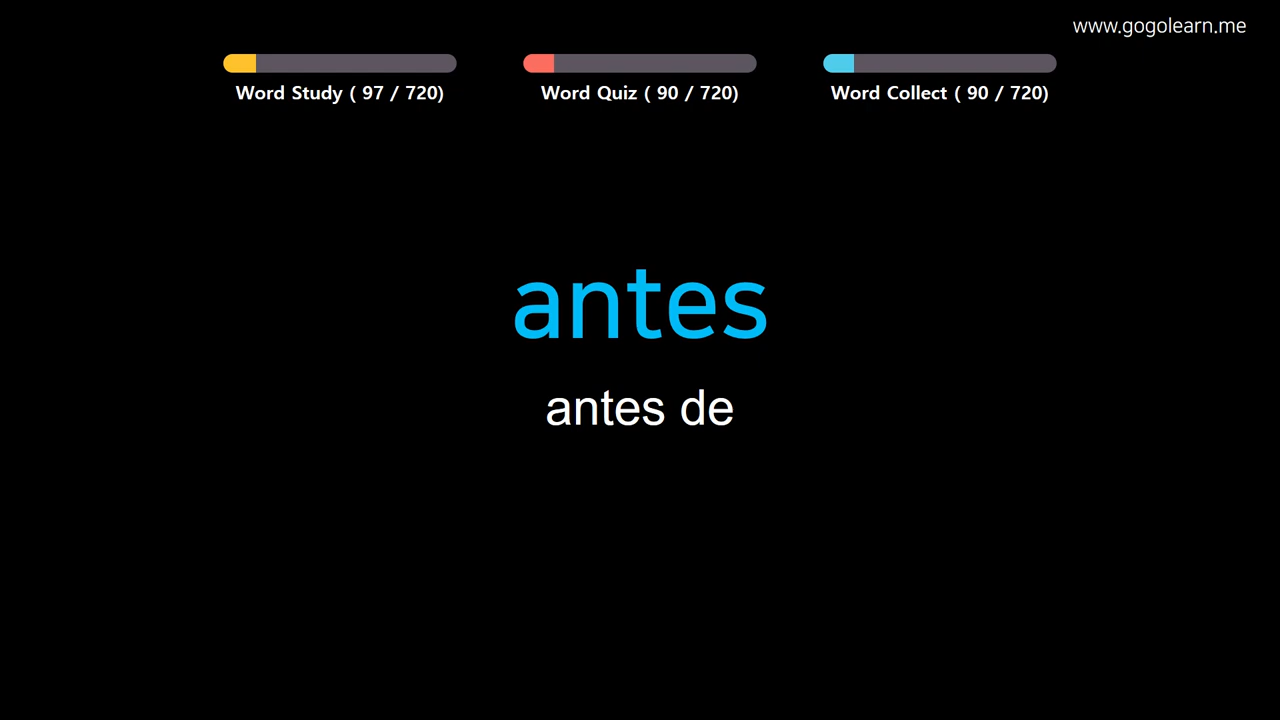 www.gogolearn.me
Word Study ( 97 / 720)
Word Quiz ( 90 / 720)
Word Collect ( 90 / 720)
antes
antes de